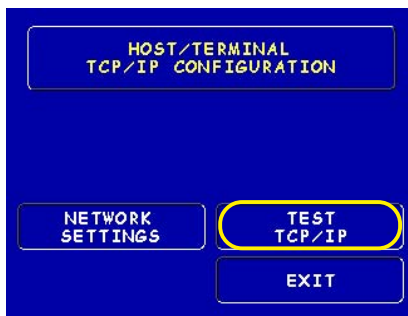 HOST/TERMINAL
TCP/IP CONFIGURATION
NETWORK
SETTINGS
TEST
TCP/IP
EXIT